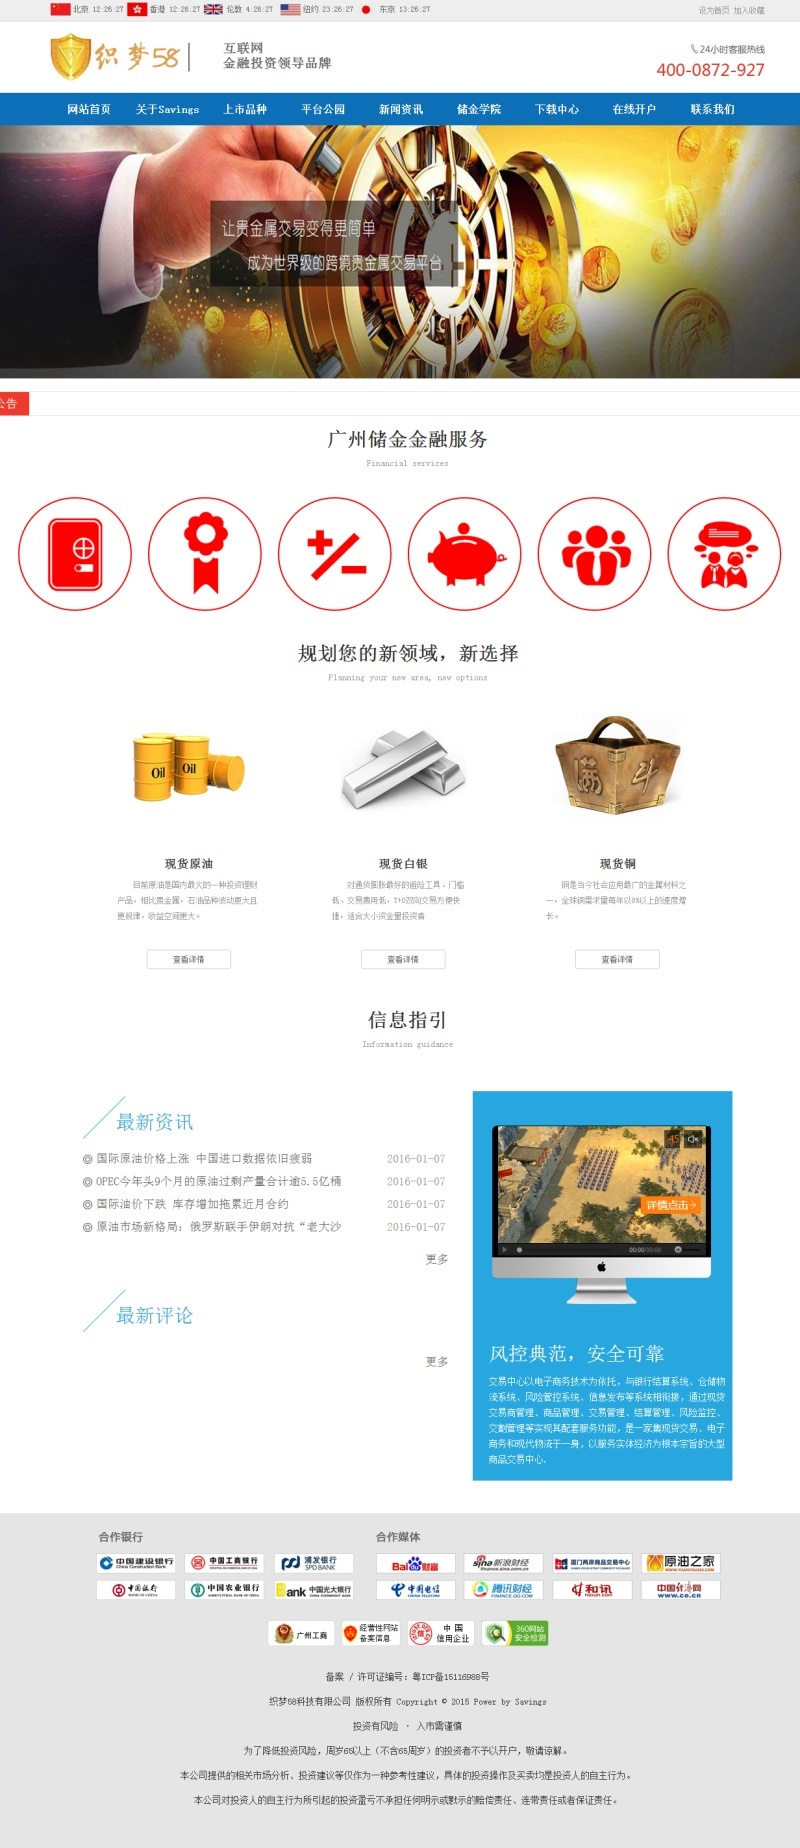 北京 12:26:27 香港 12:26:27 伦敦 4:26:27 纽约 23:26:27 东京 13:26:27
设为首页 加入收藏
织梦58
互联网
金融投资领导品牌
24小时客服热线
400-0872-927
网站首页 关于Savings 上市品种 平台公园 新闻资讯 储金学院 下载中心 在线开户 联系我们
让贵金属交易变得更简单
成为世界级的跨境贵金属交易平台
公告
广州储金金融服务
Financial services
规划您的新领域，新选择
Planning your new area, new options
Oil Oil
满 斗
现货原油 现货白银 现货铜
目前原油是国内最火的一种投资理财
产品，相比贵金属，石油品种波动更大且
更规律，收益空间更大。
对通货膨胀最好的避险工具、门槛
低、交易费用低，T+0双向交易方便快
捷，适合大小资金量投资者
铜是当今社会应用最广的金属材料之
一，全球铜需求量每年以8%以上的速度增
长。
查看详情 查看详情 查看详情
信息指引
Information guidance
最新资讯
国际原油价格上涨 中国进口数据依旧疲弱 2016-01-07
OPEC今年头9个月的原油过剩产量合计逾5.5亿桶 2016-01-07
国际油价下跌 库存增加拖累近月合约 2016-01-07
原油市场新格局：俄罗斯联手伊朗对抗“老大沙 2016-01-07
更多
最新评论
更多
45
详情点击
00:00/00:00
风控典范，安全可靠
交易中心以电子商务技术为依托，与银行结算系统、仓储物
流系统、风险管控系统、信息发布等系统相衔接，通过现货
交易商管理、商品管理、交易管理、结算管理、风险监控、
交割管理等实现其配套服务功能，是一家集现货交易、电子
商务和现代物流于一身，以服务实体经济为根本宗旨的大型
商品交易中心、
合作银行 合作媒体
中国建设银行 China Construction Bank 中国工商银行 浦发银行 SPD BANK Bai财富 sina新浪财经 finance.sina.com.cn 厦门两岸商品交易中心 原油之家
中国银行 BANK OF CHINA 中国农业银行 AGRICULTURAL BANK OF CHINA Bank 中国光大银行 中国电信 腾讯财经 FINANCE.QQ.COM 和讯 中国经济网 www.ce.cn
广州工商 经营性网站备案信息 中国信用企业 360网站安全检测
备案 / 许可证编号：粤ICP备15116988号
织梦58科技有限公司 版权所有 Copyright © 2015 Power by Savings
投资有风险 · 入市需谨慎
为了降低投资风险，周岁65以上（不含65周岁）的投资者不予以开户，敬请谅解。
本公司提供的相关市场分析、投资建议等仅作为一种参考性建议，具体的投资操作及买卖均是投资人的自主行为。
本公司对投资人的自主行为所引起的投资盈亏不承担任何明示或默示的赔偿责任、连带责任或者保证责任。